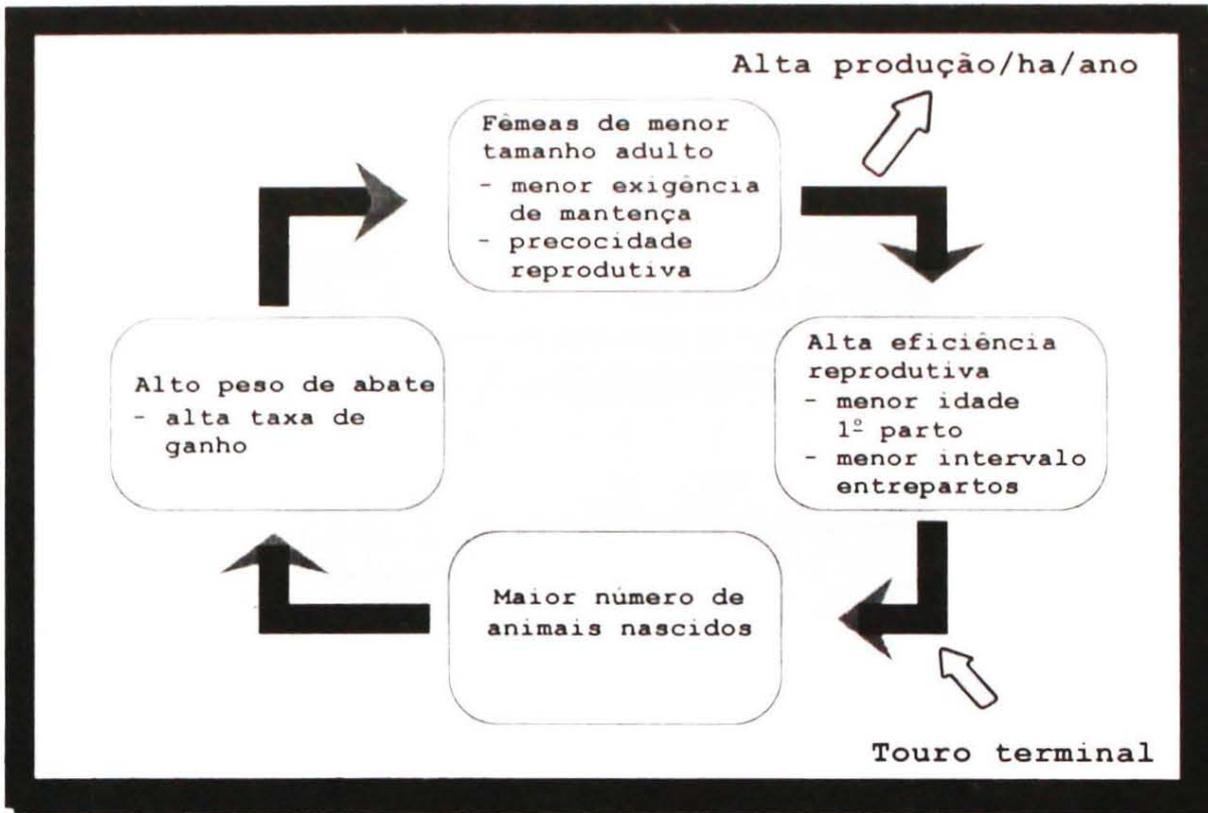 Alta produção/ha/ano
Fêmeas de menor
tamanho adulto
- menor exigência
de mantença
- precocidade
reprodutiva
Alta eficiência
reprodutiva
- menor idade
1º parto
- menor intervalo
entrepartos
Alto peso de abate
- alta taxa de
ganho
Maior número de
animais nascidos
Touro terminal